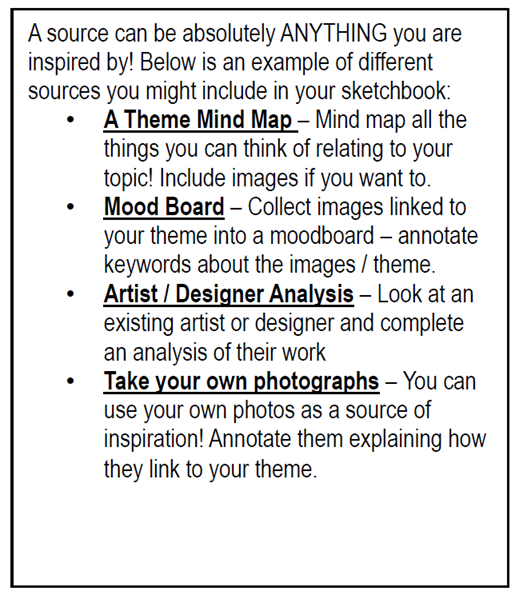 A source can be absolutely ANYTHING you are
inspired by! Below is an example of different
sources you might include in your sketchbook:
• A Theme Mind Map – Mind map all the
things you can think of relating to your
topic! Include images if you want to.
• Mood Board – Collect images linked to
your theme into a moodboard – annotate
keywords about the images / theme.
• Artist / Designer Analysis – Look at an
existing artist or designer and complete
an analysis of their work
• Take your own photographs – You can
use your own photos as a source of
inspiration! Annotate them explaining how
they link to your theme.